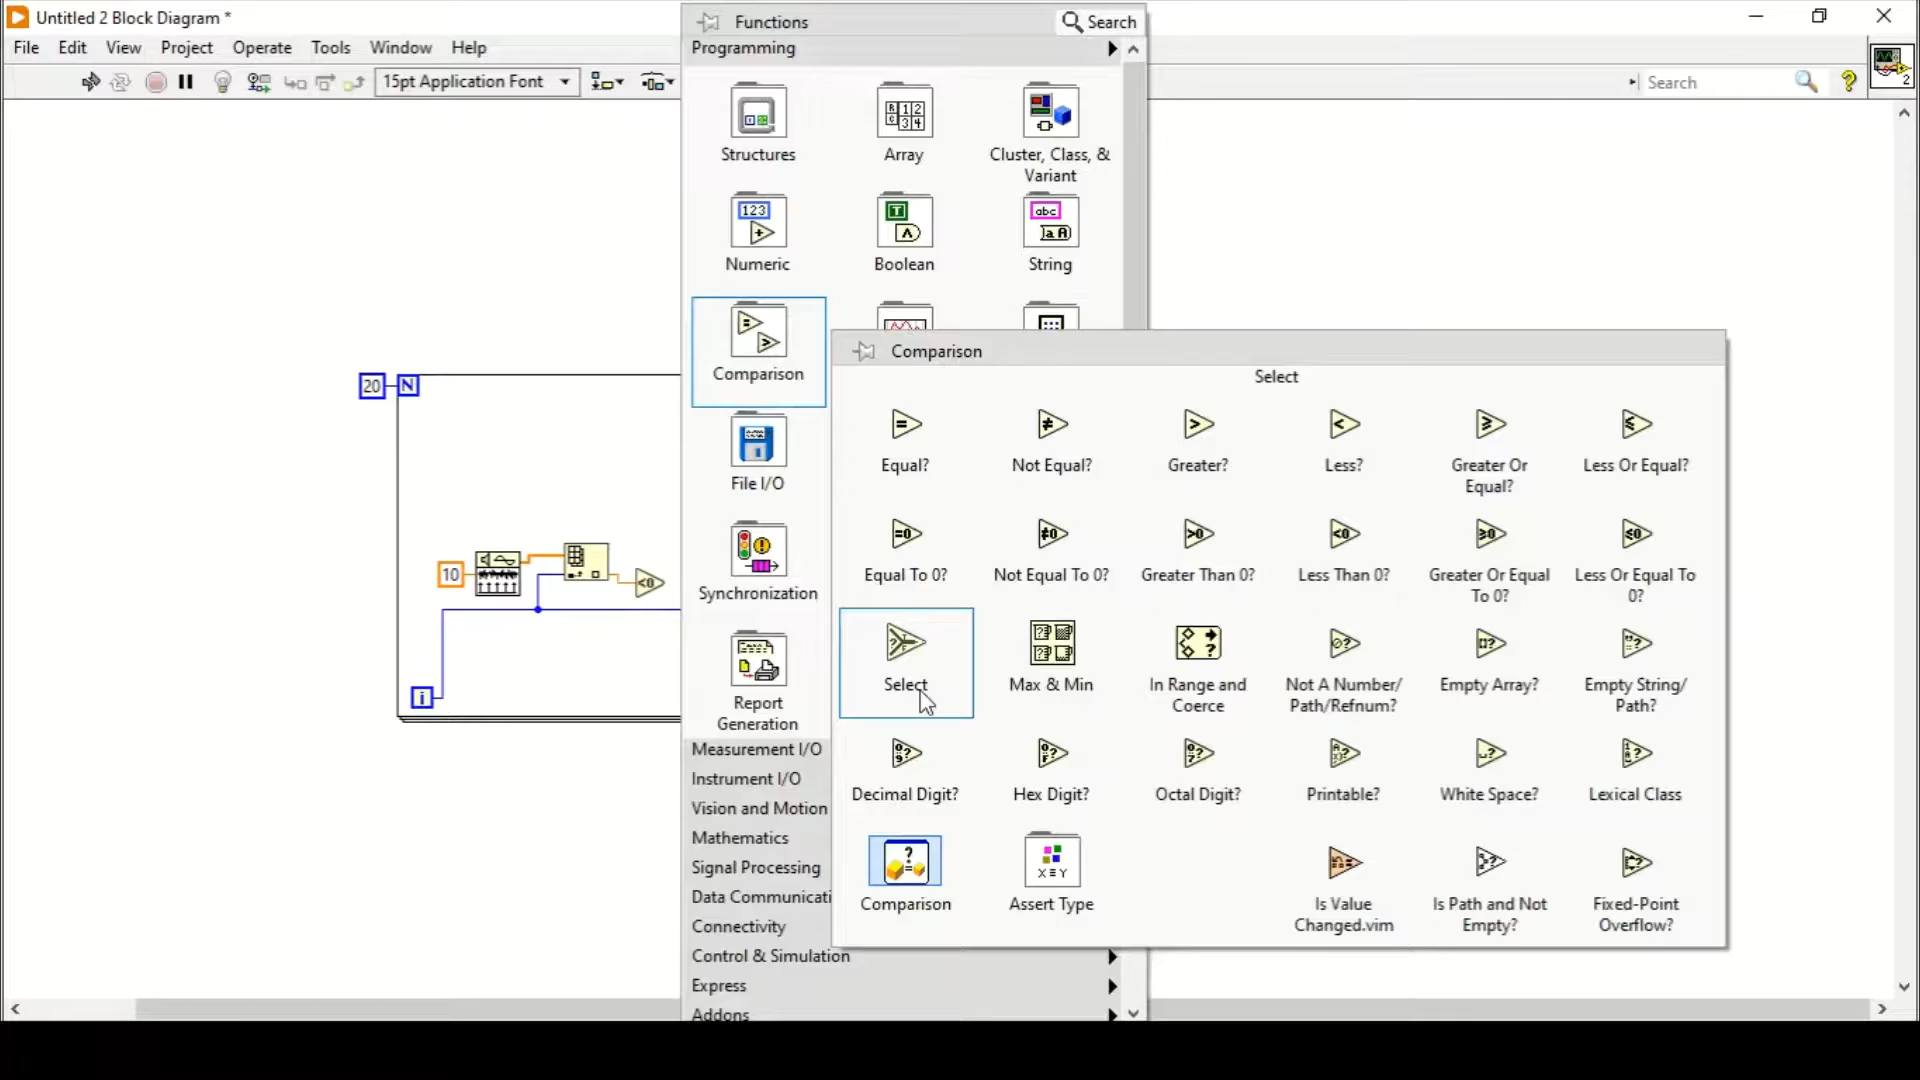 Untitled 2 Block Diagram *
File Edit View Project Operate Tools Window Help
15pt Application Font
Search
2
Functions
Search
Programming
Structures
Array
Cluster, Class, &
Variant
123
Numeric
Boolean
abc
String
Comparison
File I/O
Synchronization
Report
Generation
Measurement I/O
Instrument I/O
Vision and Motion
Mathematics
Signal Processing
Data Communicati
Connectivity
Control & Simulation
Express
Addons
20 N
10
<0
i
Comparison
Select
Equal?
Not Equal?
Greater?
Less?
Greater Or
Equal?
Less Or Equal?
Equal To 0?
Not Equal To 0?
Greater Than 0?
Less Than 0?
Greater Or Equal
To 0?
Less Or Equal To
0?
Select
Max & Min
In Range and
Coerce
Not A Number/
Path/Refnum?
Empty Array?
Empty String/
Path?
Decimal Digit?
Hex Digit?
Octal Digit?
Printable?
White Space?
Lexical Class
Comparison
Assert Type
Is Value
Changed.vim
Is Path and Not
Empty?
Fixed-Point
Overflow?